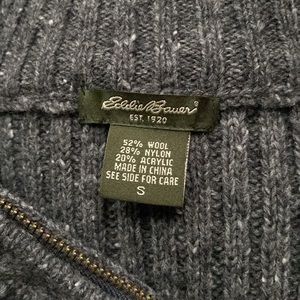 Eddie Bauer®
EST. 1920
52% WOOL
28% NYLON
20% ACRYLIC
MADE IN CHINA
SEE SIDE FOR CARE
S